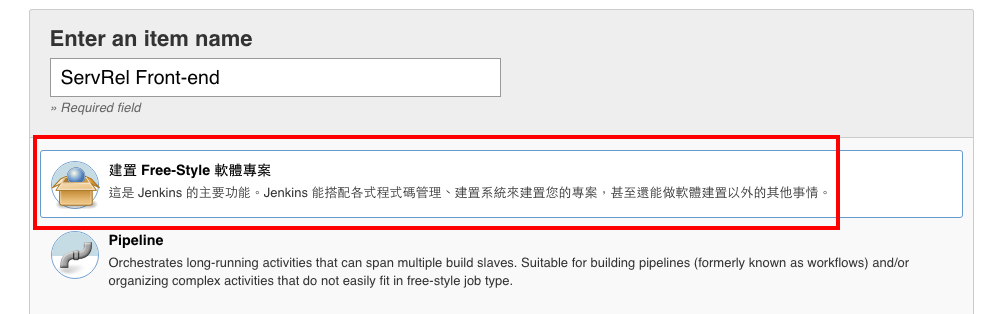 Enter an item name
ServRel Front-end
» Required field
建置 Free-Style 軟體專案
這是 Jenkins 的主要功能。Jenkins 能搭配各式程式碼管理、建置系統來建置您的專案，甚至還能做軟體建置以外的其他事情。
Pipeline
Orchestrates long-running activities that can span multiple build slaves. Suitable for building pipelines (formerly known as workflows) and/or
organizing complex activities that do not easily fit in free-style job type.